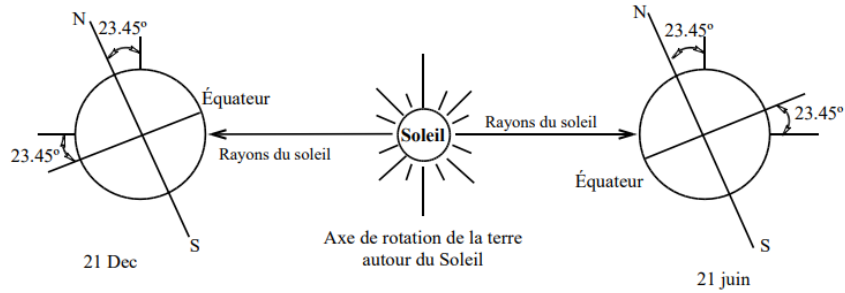 N
23.45º
Équateur
23.45º
Rayons du soleil
S
21 Dec
Soleil
Rayons du soleil
Axe de rotation de la terre
autour du Soleil
N
23.45º
23.45º
Équateur
S
21 juin